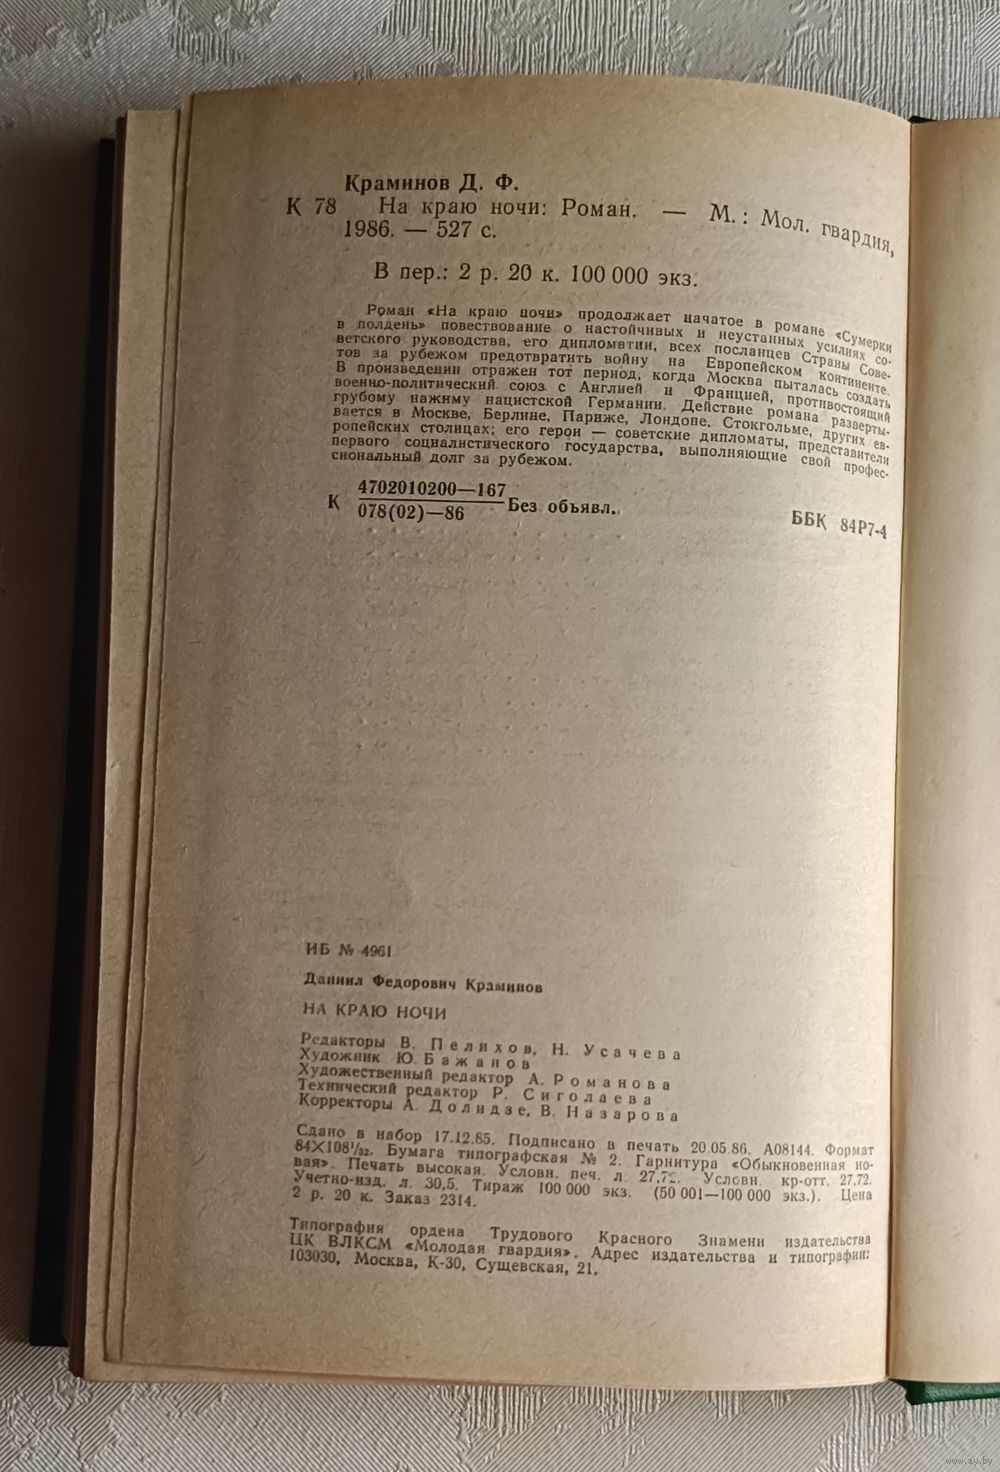 Краминов Д. Ф.
К 78 На краю ночи: Роман. — М.: Мол. гвардия,
1986. — 527 с.
В пер.: 2 р. 20 к. 100 000 экз.
Роман «На краю ночи» продолжает начатое в романе «Сумерки
в полдень» повествование о настойчивых и неустанных усилиях со-
ветского руководства, его дипломатии, всех посланцев Страны Сове-
тов за рубежом предотвратить войну на Европейском континенте.
В произведении отражен тот период, когда Москва пыталась создать
военно-политический союз с Англией и Францией, противостоящий
грубому нажиму нацистской Германии. Действие романа разверты-
вается в Москве, Берлине, Париже, Лондоне, Стокгольме, других ев-
ропейских столицах; его герои — советские дипломаты, представители
первого социалистического государства, выполняющие свой профес-
сиональный долг за рубежом.
К 4702010200—167
078(02)—86 Без объявл.
ББК 84Р7-4
ИБ № 4961
Даниил Федорович Краминов
НА КРАЮ НОЧИ
Редакторы В. Пелихов, Н. Усачева
Художник Ю. Бажанов
Художественный редактор А. Романова
Технический редактор Р. Сиголаева
Корректоры А. Долидзе, В. Назарова
Сдано в набор 17.12.85. Подписано в печать 20.05.86. А08144. Формат
84×108¹/₃₂. Бумага типографская № 2. Гарнитура «Обыкновенная но-
вая». Печать высокая. Условн. печ. л. 27,72. Условн. кр-отт. 27,72.
Учетно-изд. л. 30,5. Тираж 100 000 экз. (50 001—100 000 экз.). Цена
2 р. 20 к. Заказ 2314.
Типография ордена Трудового Красного Знамени издательства
ЦК ВЛКСМ «Молодая гвардия». Адрес издательства и типографии:
103030, Москва, К-30, Сущевская, 21.
www.ay.by